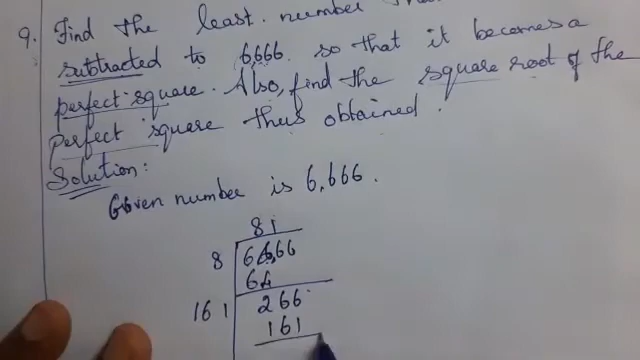 9. Find the least number
subtracted to 6,666 so that it becomes a
perfect square. Also, find the square root of the
perfect square thus obtained.
Solution:
Given number is 6,666.
81
8 6666
64
161 266
161